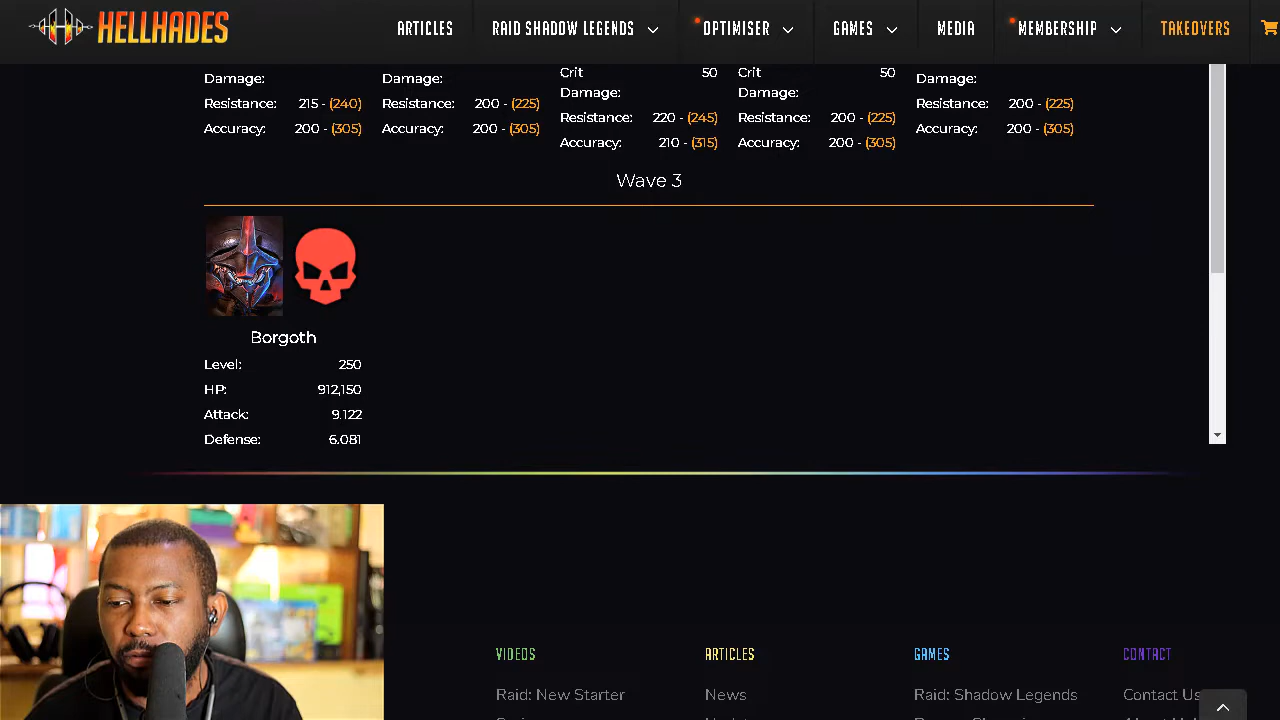 HELLHADES
ARTICLES RAID SHADOW LEGENDS OPTIMISER GAMES MEDIA MEMBERSHIP TAKEOVERS
Damage: Damage: Crit Damage: 50 Crit Damage: 50 Damage:
Resistance: 215 - (240) Resistance: 200 - (225) Resistance: 220 - (245) Resistance: 200 - (225) Resistance: 200 - (225)
Accuracy: 200 - (305) Accuracy: 200 - (305) Accuracy: 210 - (315) Accuracy: 200 - (305) Accuracy: 200 - (305)
Wave 3
Borgoth
Level: 250
HP: 912,150
Attack: 9.122
Defense: 6.081
VIDEOS ARTICLES GAMES CONTACT
Raid: New Starter News Raid: Shadow Legends Contact Us